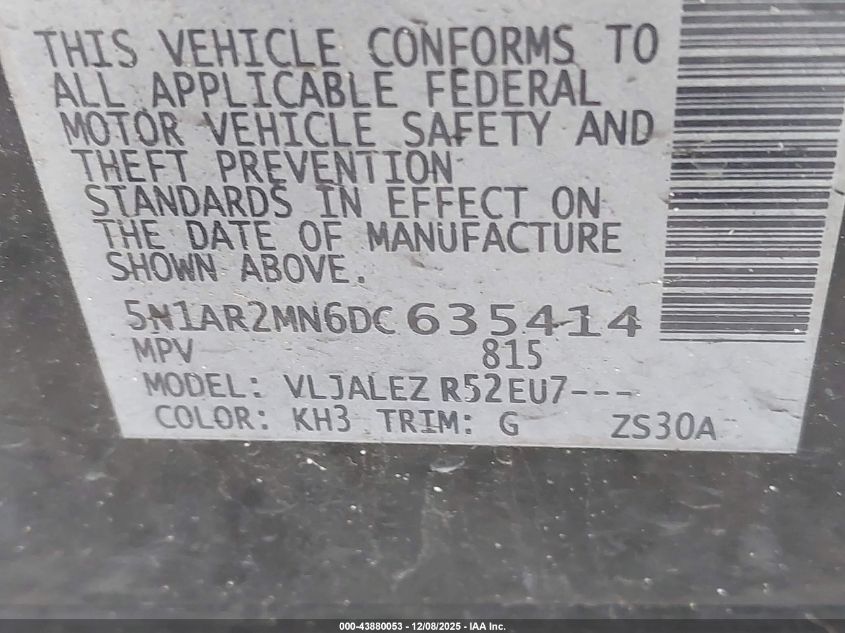 THIS VEHICLE CONFORMS TO
ALL APPLICABLE FEDERAL
MOTOR VEHICLE SAFETY AND
THEFT PREVENTION
STANDARDS IN EFFECT ON
THE DATE OF MANUFACTURE
SHOWN ABOVE.
5N1AR2MN6DC635414
MPV 815
MODEL: VLJALEZ R52EU7---
COLOR: KH3 TRIM: G ZS30A
000-43880053 - 12/08/2025 - IAA Inc.